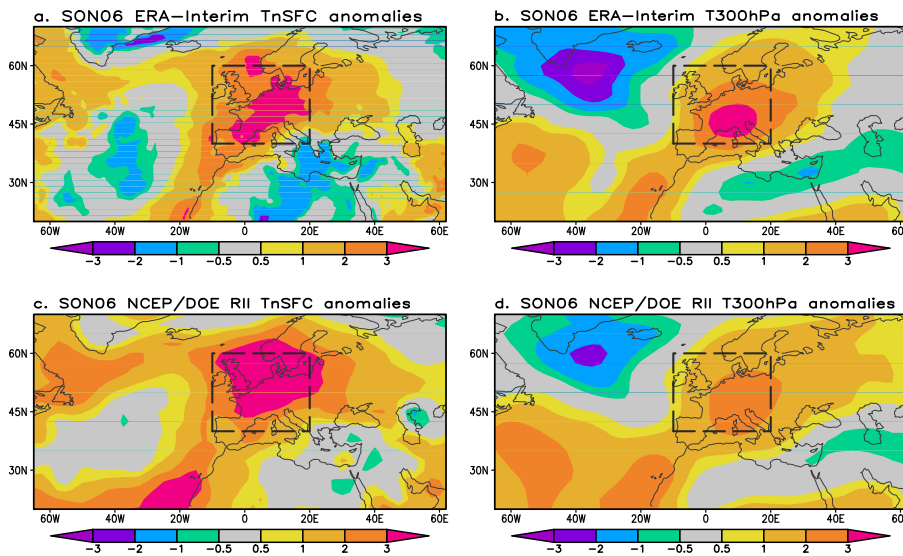 a. SON06 ERA-Interim TnSFC anomalies
60N
45N
30N
60W 40W 20W 0 20E 40E 60E
-3 -2 -1 -0.5 0.5 1 2 3
b. SON06 ERA-Interim T300hPa anomalies
60N
45N
30N
60W 40W 20W 0 20E 40E 60E
-3 -2 -1 -0.5 0.5 1 2 3
c. SON06 NCEP/DOE RII TnSFC anomalies
60N
45N
30N
60W 40W 20W 0 20E 40E 60E
-3 -2 -1 -0.5 0.5 1 2 3
d. SON06 NCEP/DOE RII T300hPa anomalies
60N
45N
30N
60W 40W 20W 0 20E 40E 60E
-3 -2 -1 -0.5 0.5 1 2 3